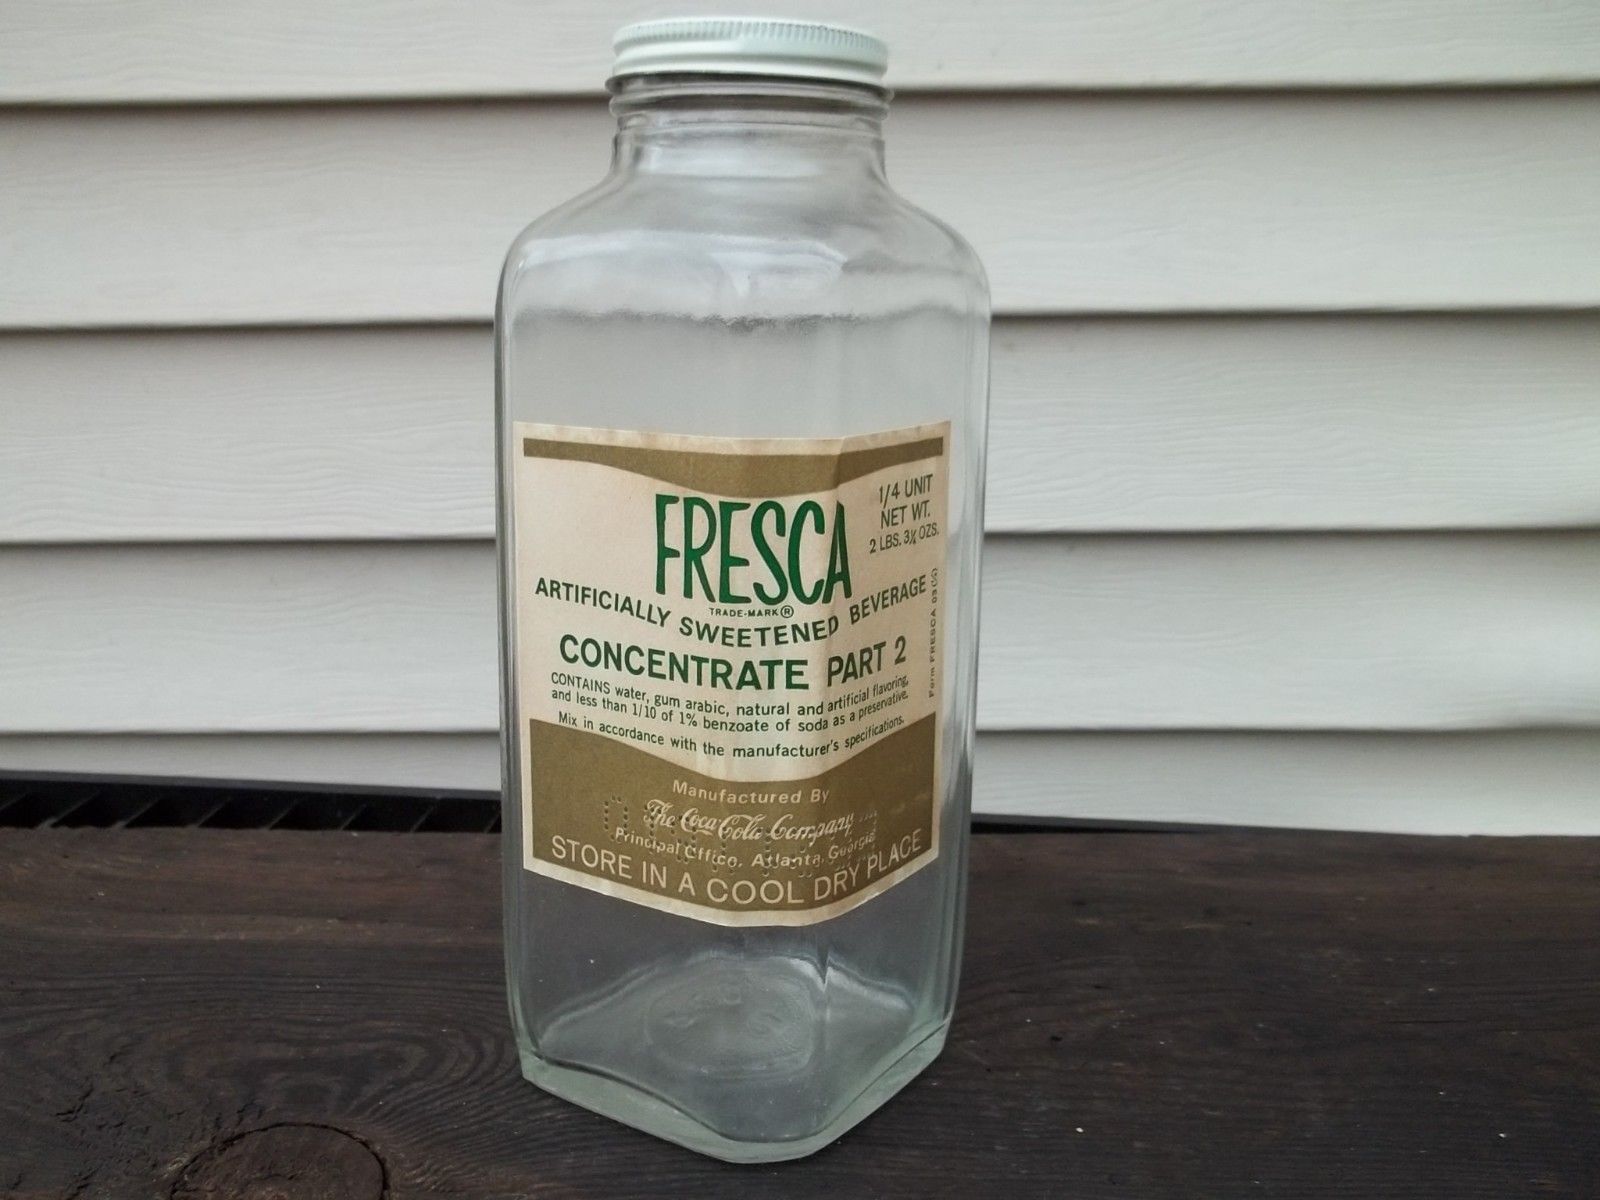 FRESCA
TRADE-MARK®
1/4 UNIT
NET WT.
2 LBS. 3¼ OZS.
ARTIFICIALLY SWEETENED BEVERAGE
CONCENTRATE PART 2
CONTAINS water, gum arabic, natural and artificial flavoring,
and less than 1/10 of 1% benzoate of soda as a preservative.
Mix in accordance with the manufacturer's specifications.
Manufactured By
The Coca-Cola Company
Principal Office, Atlanta, Georgia
STORE IN A COOL DRY PLACE
Form FRESCA 03